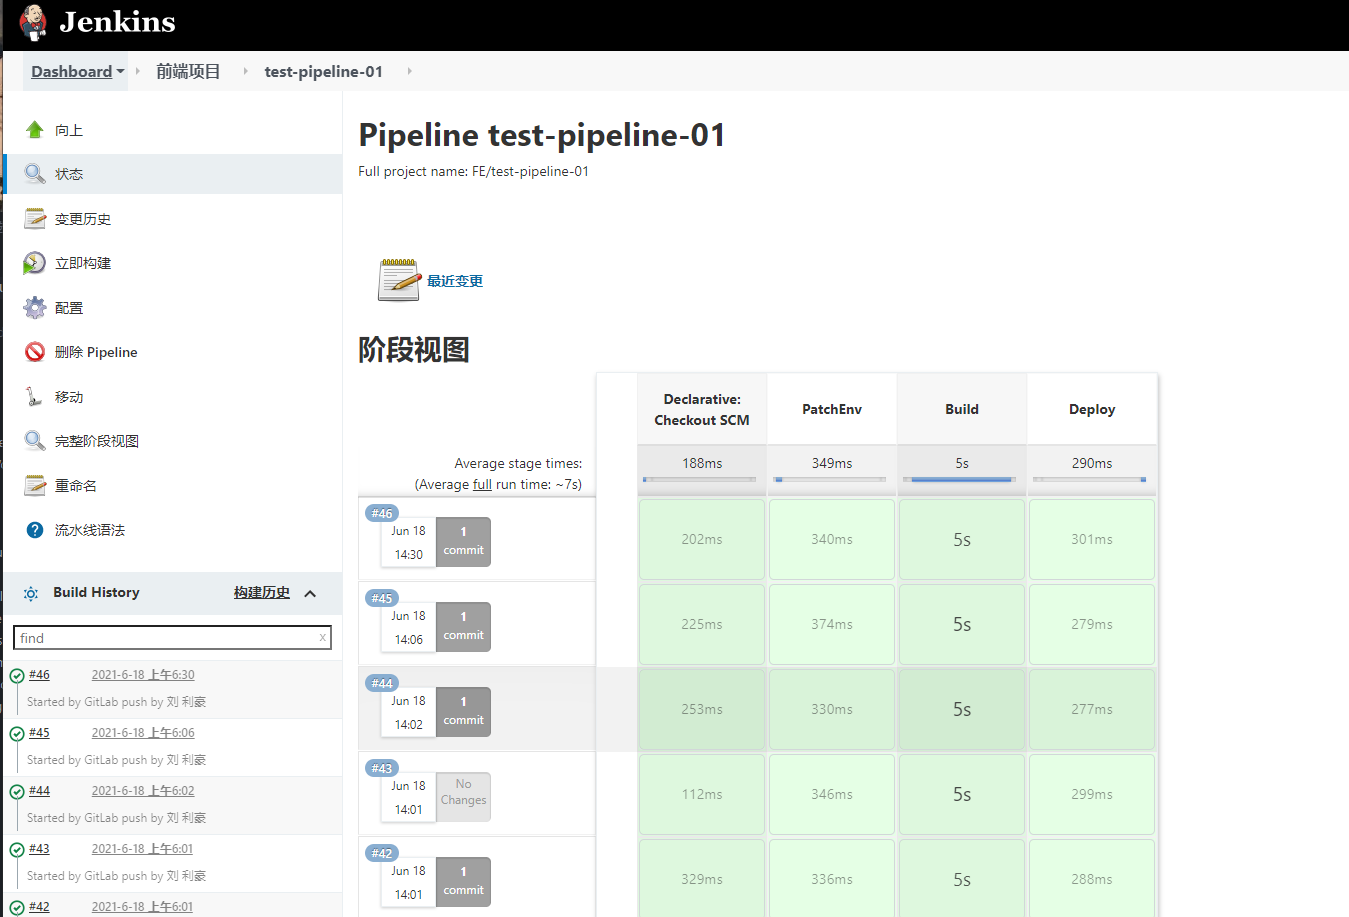 Jenkins
Dashboard 前端项目 test-pipeline-01
向上
状态
变更历史
立即构建
配置
删除 Pipeline
移动
完整阶段视图
重命名
流水线语法
Build History 构建历史
find x
#46 2021-6-18 上午6:30
Started by GitLab push by 刘 利豪
#45 2021-6-18 上午6:06
Started by GitLab push by 刘 利豪
#44 2021-6-18 上午6:02
Started by GitLab push by 刘 利豪
#43 2021-6-18 上午6:01
Started by GitLab push by 刘 利豪
#42 2021-6-18 上午6:01
Pipeline test-pipeline-01
Full project name: FE/test-pipeline-01
最近变更
阶段视图
Declarative:
Checkout SCM
PatchEnv
Build
Deploy
Average stage times:
(Average full run time: ~7s)
188ms 349ms 5s 290ms
#46
Jun 18
14:30
1
commit
202ms 340ms 5s 301ms
#45
Jun 18
14:06
1
commit
225ms 374ms 5s 279ms
#44
Jun 18
14:02
1
commit
253ms 330ms 5s 277ms
#43
Jun 18
14:01
No
Changes
112ms 346ms 5s 299ms
#42
Jun 18
14:01
1
commit
329ms 336ms 5s 288ms